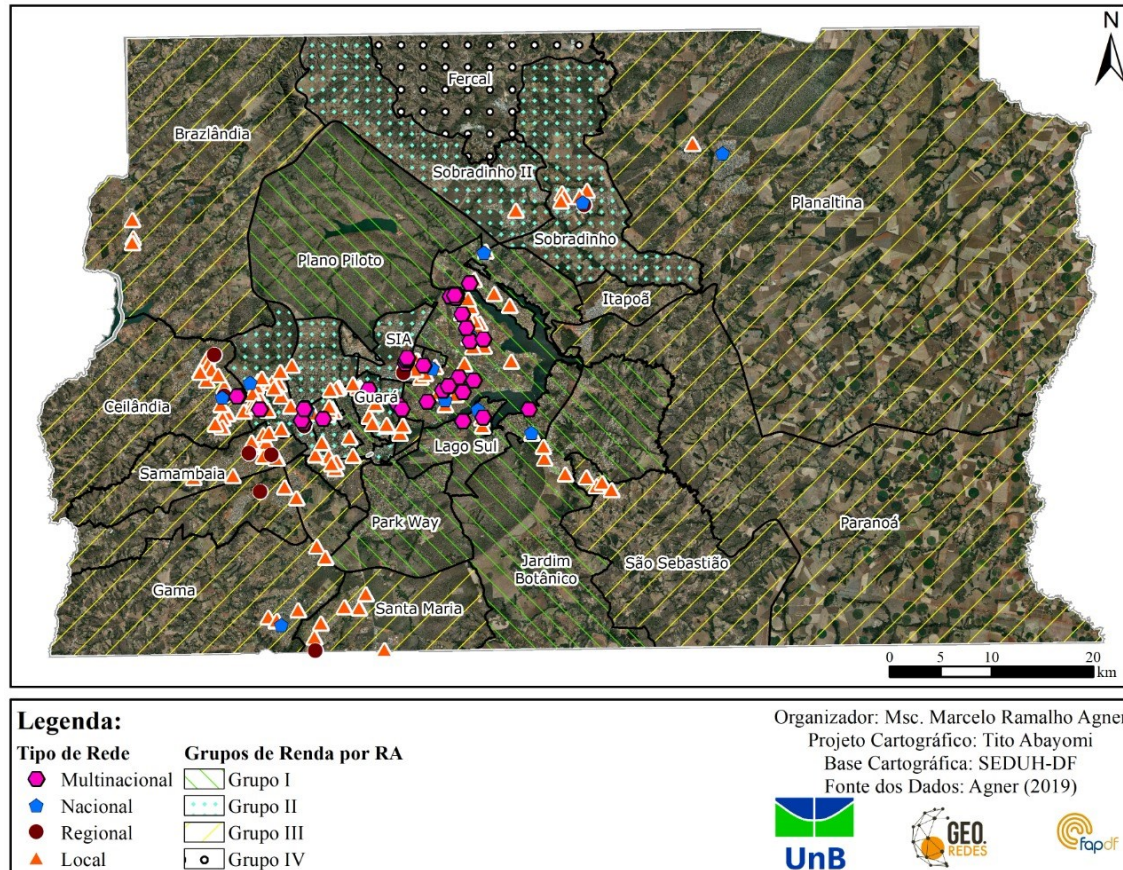 N
Fercal
Brazlândia
Sobradinho II
Planaltina
Sobradinho
Plano Piloto
Itapoã
SIA
Guará
Ceilândia
Lago Sul
Samambaia
Park Way
Paranoá
Jardim
Botânico
São Sebastião
Gama
Santa Maria
0 5 10 20
km
Legenda:
Tipo de Rede
Multinacional
Nacional
Regional
Local
Grupos de Renda por RA
Grupo I
Grupo II
Grupo III
Grupo IV
Organizador: Msc. Marcelo Ramalho Agner
Projeto Cartográfico: Tito Abayomi
Base Cartográfica: SEDUH-DF
Fonte dos Dados: Agner (2019)
UnB
GEO.
REDES
fapdf